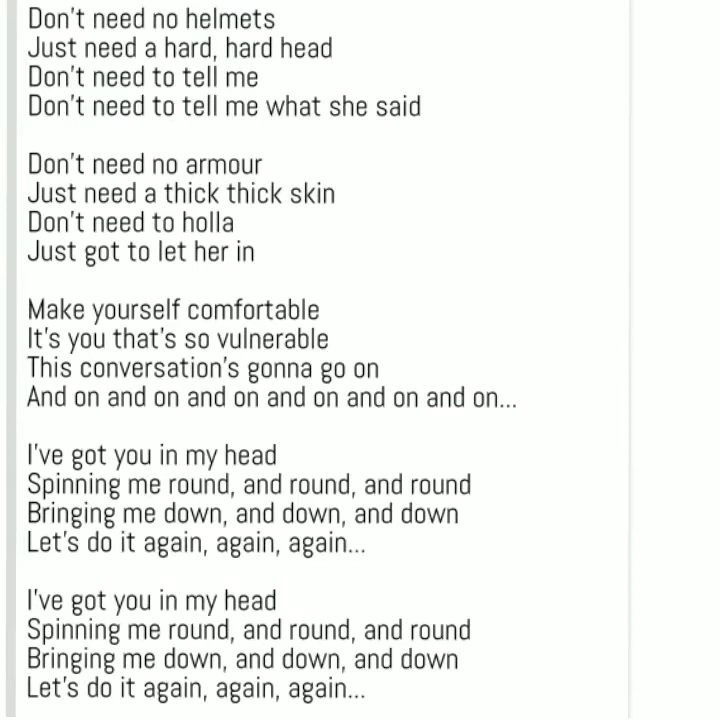 Don't need no helmets
Just need a hard, hard head
Don't need to tell me
Don't need to tell me what she said
Don't need no armour
Just need a thick thick skin
Don't need to holla
Just got to let her in
Make yourself comfortable
It's you that's so vulnerable
This conversation's gonna go on
And on and on and on and on and on and on...
I've got you in my head
Spinning me round, and round, and round
Bringing me down, and down, and down
Let's do it again, again, again...
I've got you in my head
Spinning me round, and round, and round
Bringing me down, and down, and down
Let's do it again, again, again...